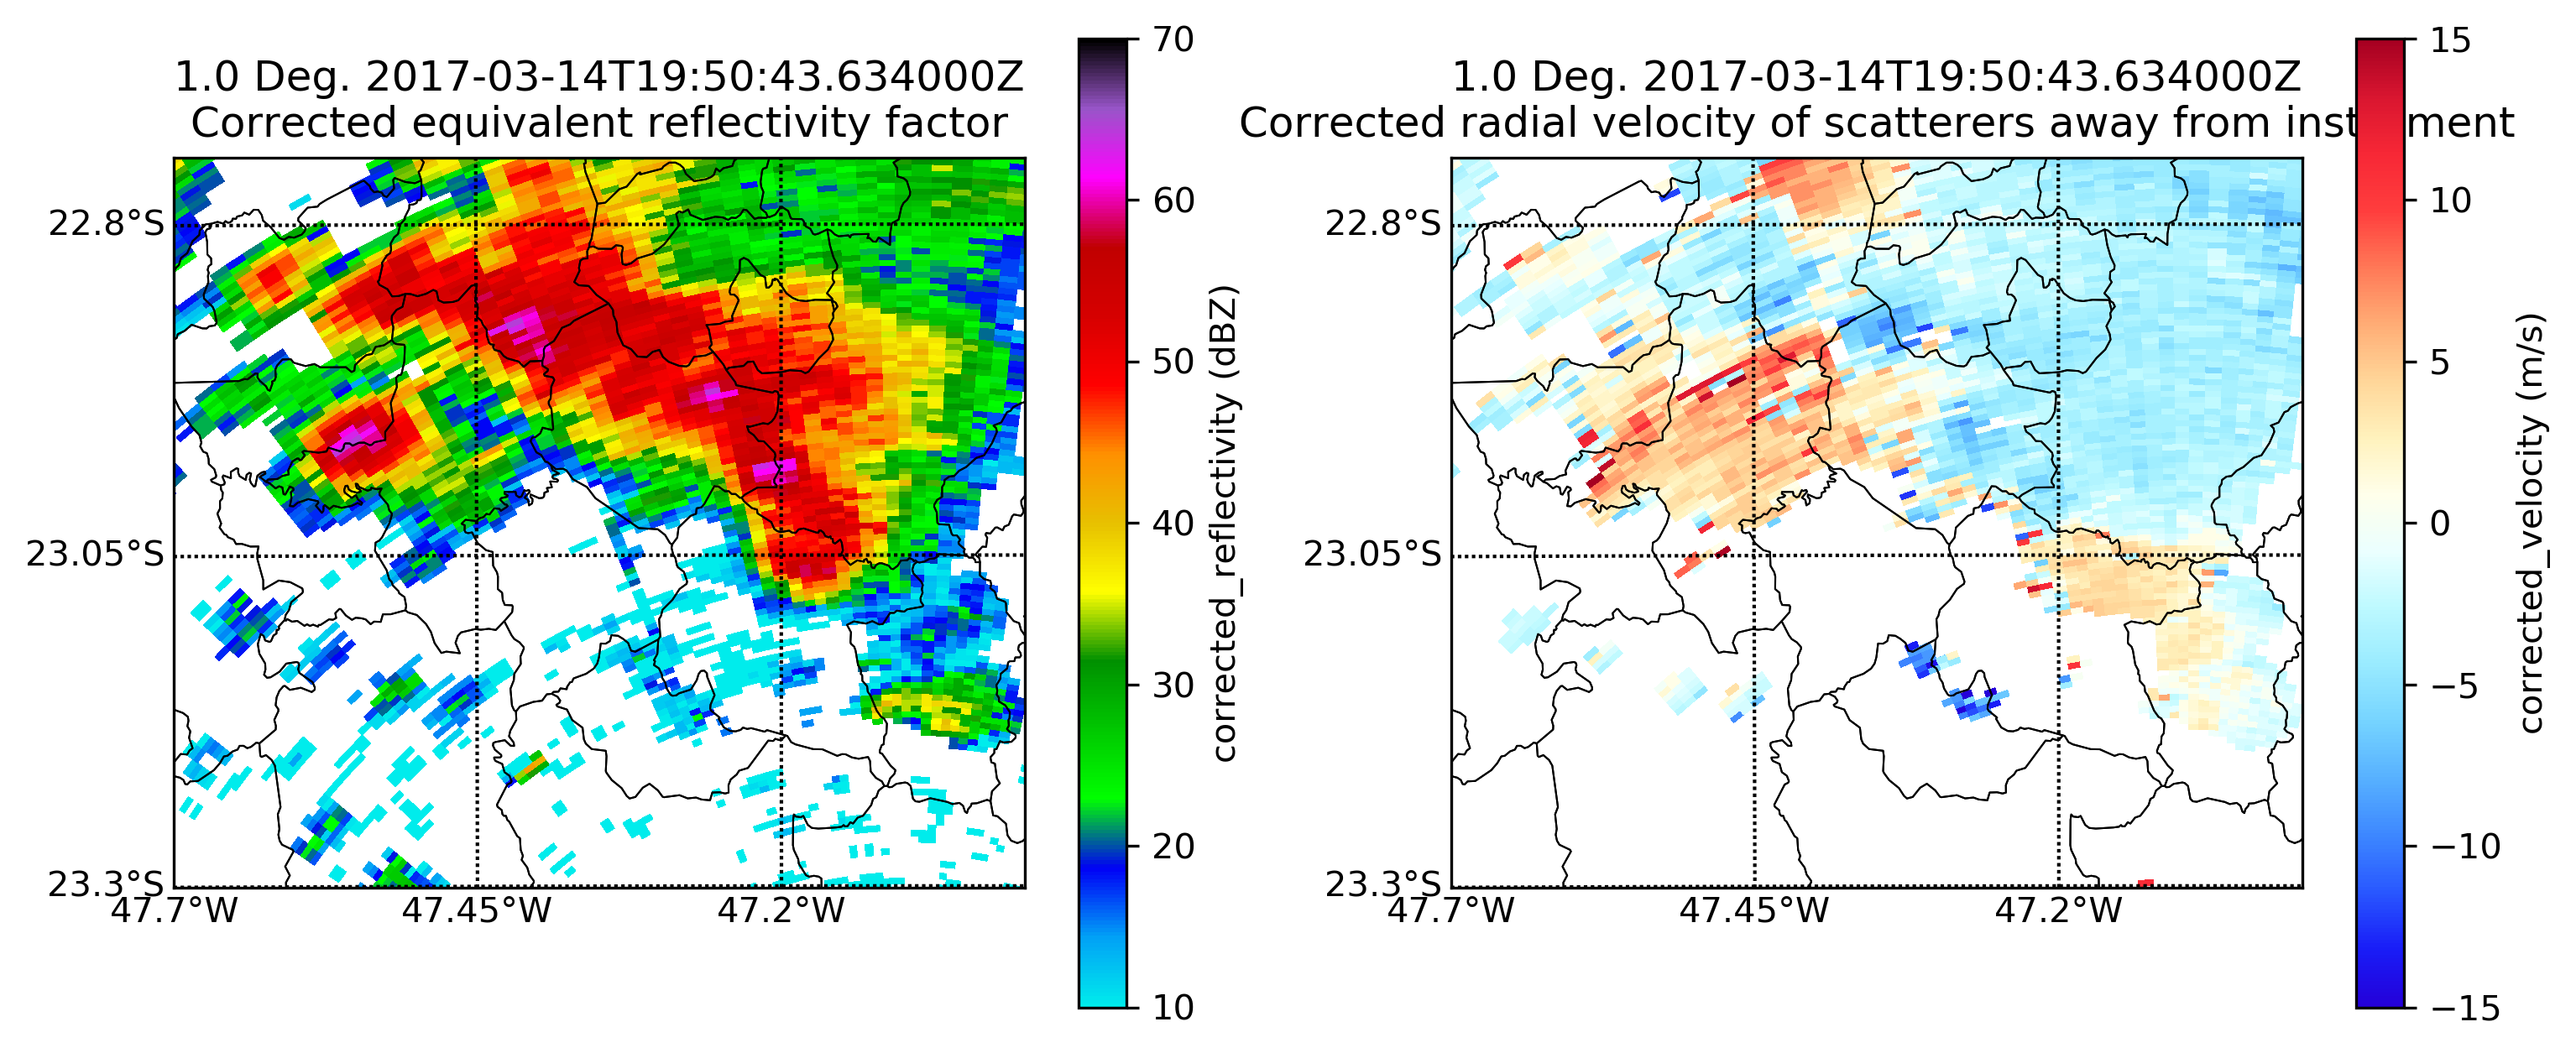 1.0 Deg. 2017-03-14T19:50:43.634000Z
Corrected equivalent reflectivity factor
22.8°S
23.05°S
23.3°S
47.7°W
47.45°W
47.2°W
70
60
50
40
30
20
10
corrected_reflectivity (dBZ)
1.0 Deg. 2017-03-14T19:50:43.634000Z
Corrected radial velocity of scatterers away from inst ment
22.8°S
23.05°S
23.3°S
47.7°W
47.45°W
47.2°W
15
10
5
0
−5
−10
−15
corrected_velocity (m/s)